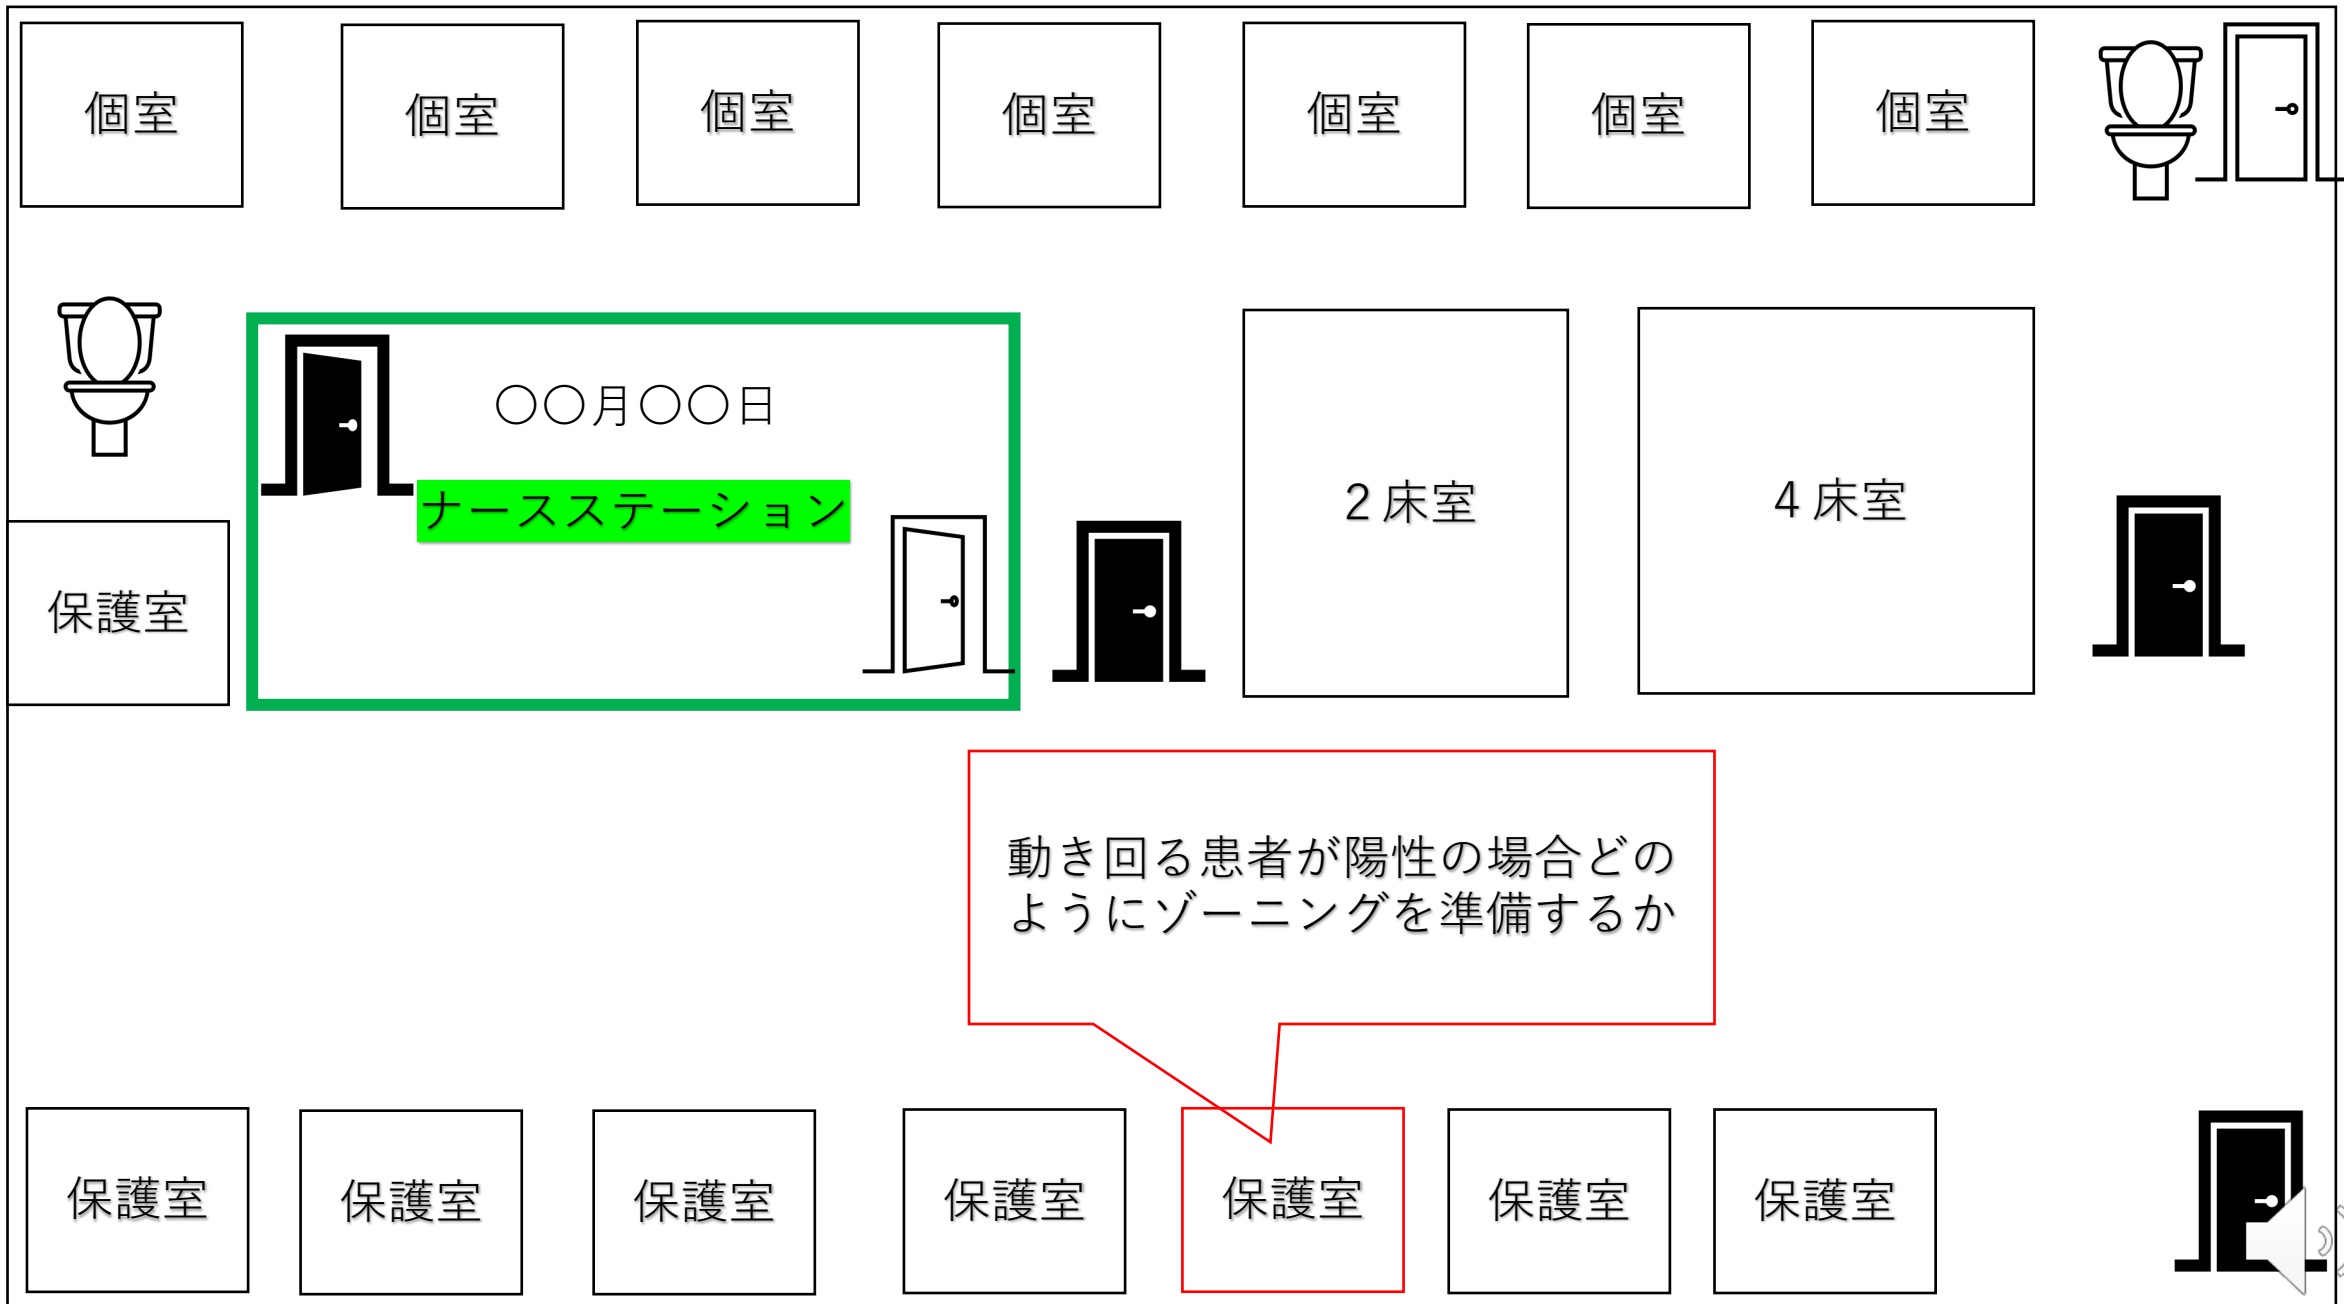 個室
個室
個室
個室
個室
個室
個室
〇〇月〇〇日
ナースステーション
2床室
4床室
保護室
動き回る患者が陽性の場合どの
ようにゾーニングを準備するか
保護室
保護室
保護室
保護室
保護室
保護室
保護室